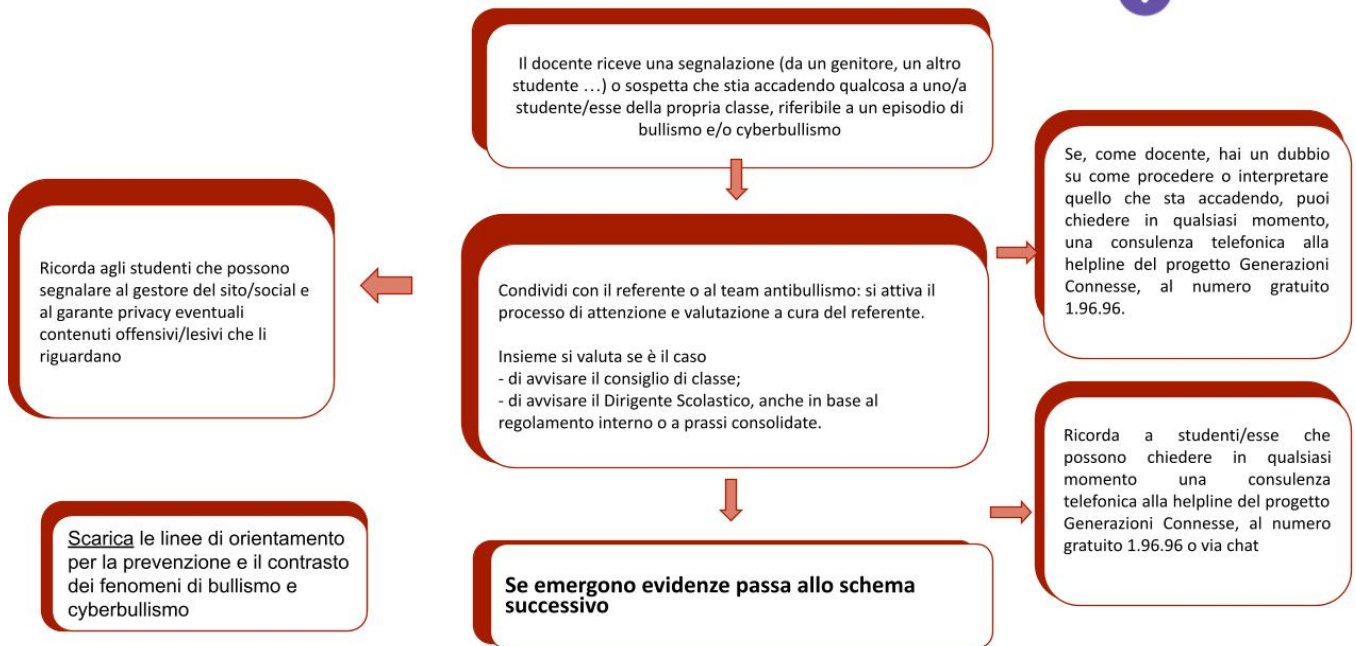 Il docente riceve una segnalazione (da un genitore, un altro
studente …) o sospetta che stia accadendo qualcosa a uno/a
studente/esse della propria classe, riferibile a un episodio di
bullismo e/o cyberbullismo
Se, come docente, hai un dubbio
su come procedere o interpretare
quello che sta accadendo, puoi
chiedere in qualsiasi momento,
una consulenza telefonica alla
helpline del progetto Generazioni
Connesse, al numero gratuito
1.96.96.
Ricorda agli studenti che possono
segnalare al gestore del sito/social e
al garante privacy eventuali
contenuti offensivi/lesivi che li
riguardano
Condividi con il referente o al team antibullismo: si attiva il
processo di attenzione e valutazione a cura del referente.
Insieme si valuta se è il caso
- di avvisare il consiglio di classe;
- di avvisare il Dirigente Scolastico, anche in base al
regolamento interno o a prassi consolidate.
Ricorda a studenti/esse che
possono chiedere in qualsiasi
momento una consulenza
telefonica alla helpline del progetto
Generazioni Connesse, al numero
gratuito 1.96.96 o via chat
Scarica le linee di orientamento
per la prevenzione e il contrasto
dei fenomeni di bullismo e
cyberbullismo
Se emergono evidenze passa allo schema
successivo